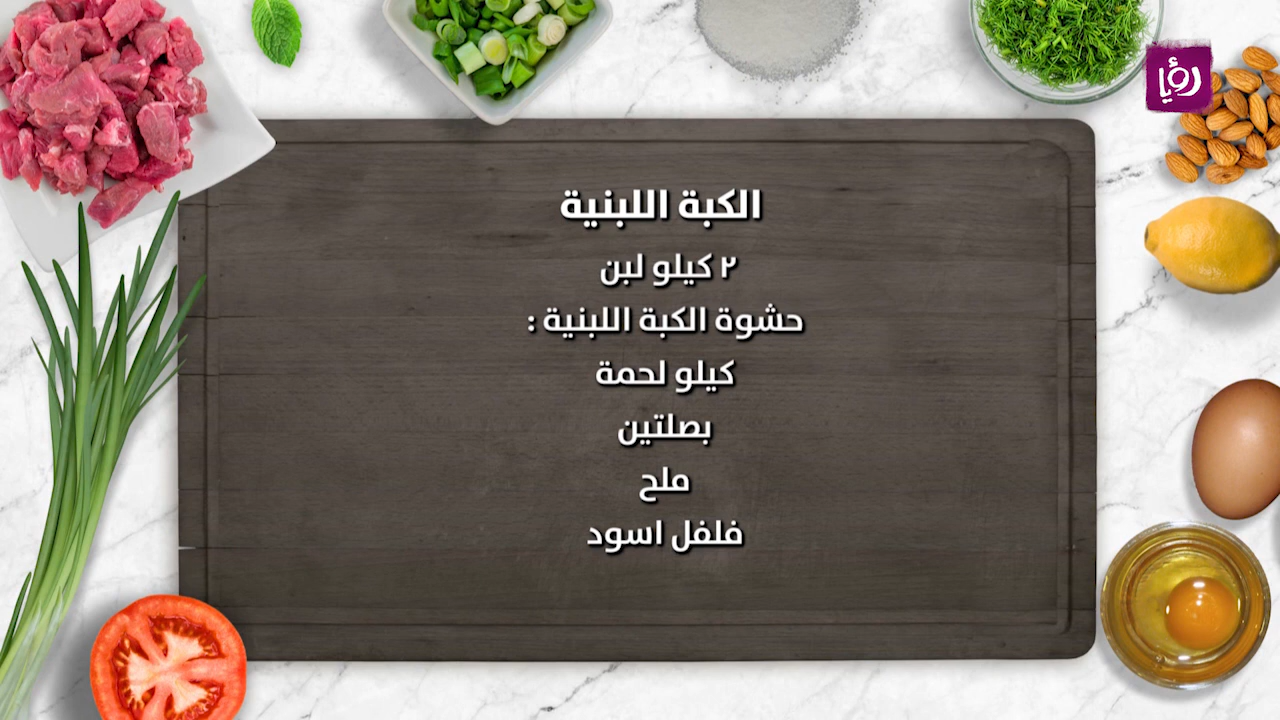 رؤيا
الكبة اللبنية
٢ كيلو لبن
حشوة الكبة اللبنية :
كيلو لحمة
بصلتين
ملح
فلفل اسود